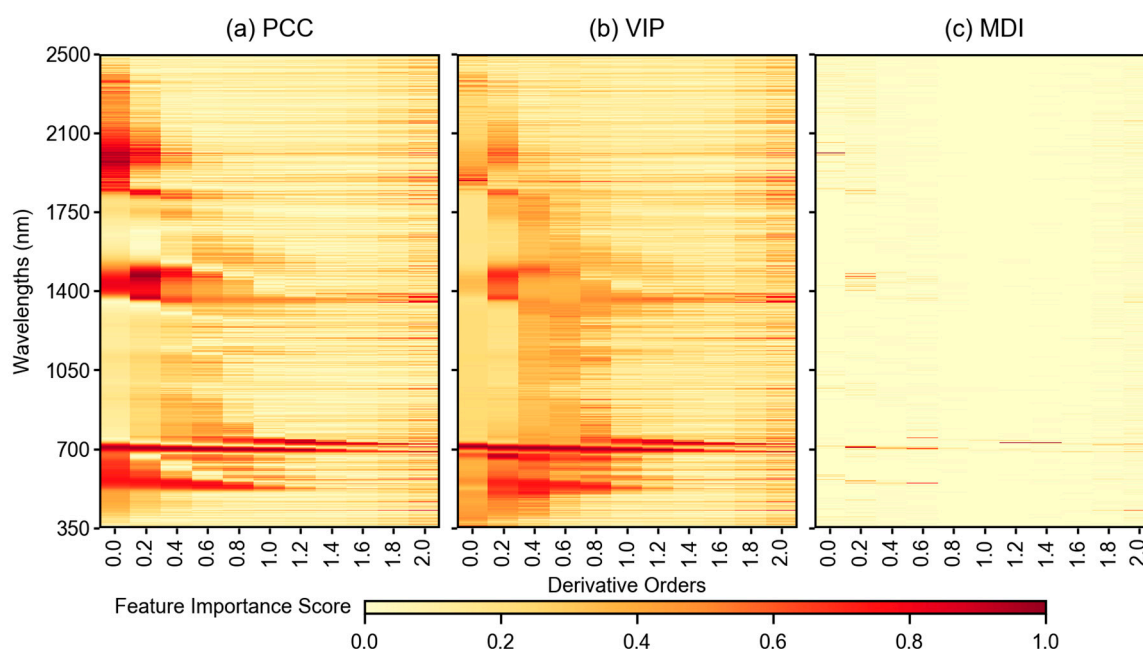 (a) PCC (b) VIP (c) MDI
Wavelengths (nm)
2500
2100
1750
1400
1050
700
350
0.0 0.2 0.4 0.6 0.8 1.0 1.2 1.4 1.6 1.8 2.0 0.0 0.2 0.4 0.6 0.8 1.0 1.2 1.4 1.6 1.8 2.0 0.0 0.2 0.4 0.6 0.8 1.0 1.2 1.4 1.6 1.8 2.0
Derivative Orders
Feature Importance Score
0.0 0.2 0.4 0.6 0.8 1.0